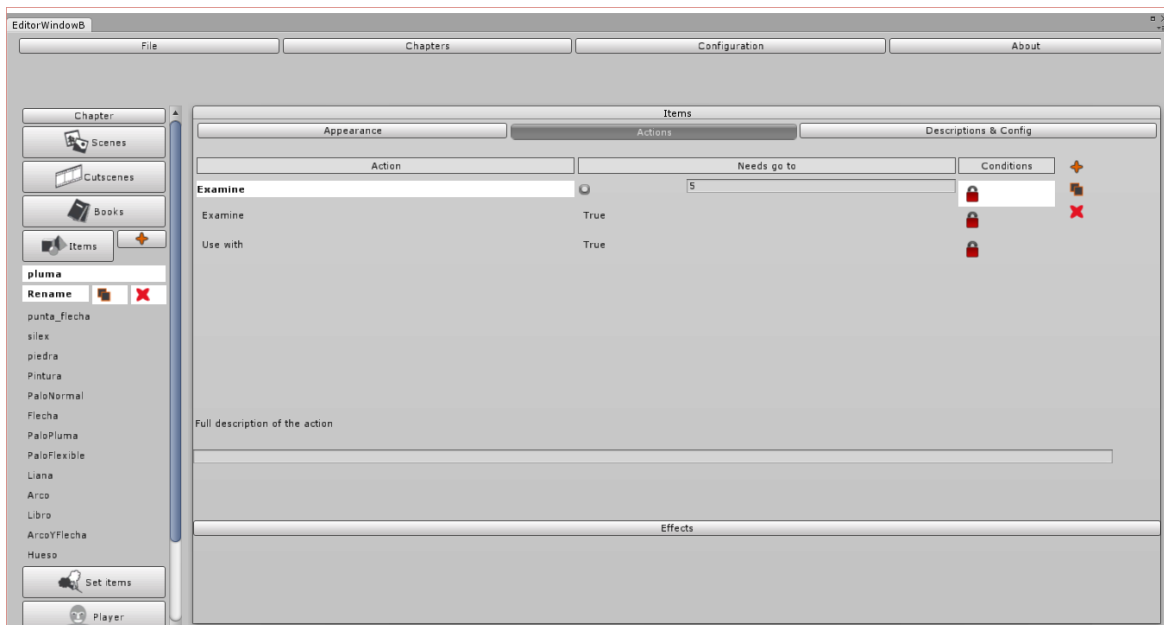 EditorWindowB
File Chapters Configuration About
Chapter
Scenes
Cutscenes
Books
Items
pluma
Rename
punta_flecha
silex
piedra
Pintura
PaloNormal
Flecha
PaloPluma
PaloFlexible
Liana
Arco
Libro
ArcoYFlecha
Hueso
Set items
Player
Items
Appearance Actions Descriptions & Config
Action Needs go to Conditions
Examine 5
Examine True
Use with True
Full description of the action
Effects